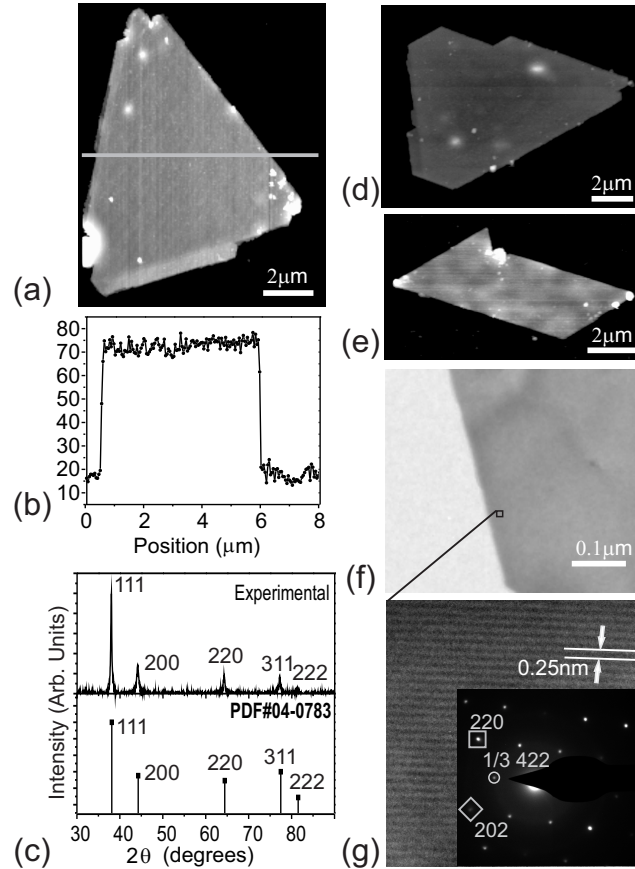 2μm
(a)
2μm
(d)
2μm
(e)
80
70
60
50
40
30
20
10
0 2 4 6 8
Position (μm)
(b)
0.1μm
(f)
Intensity (Arb. Units)
111
Experimental
200
220
311
222
PDF#04-0783
111
200
220
311
222
30 40 50 60 70 80 90
2θ (degrees)
(c)
0.25nm
220
1/3 422
202
(g)